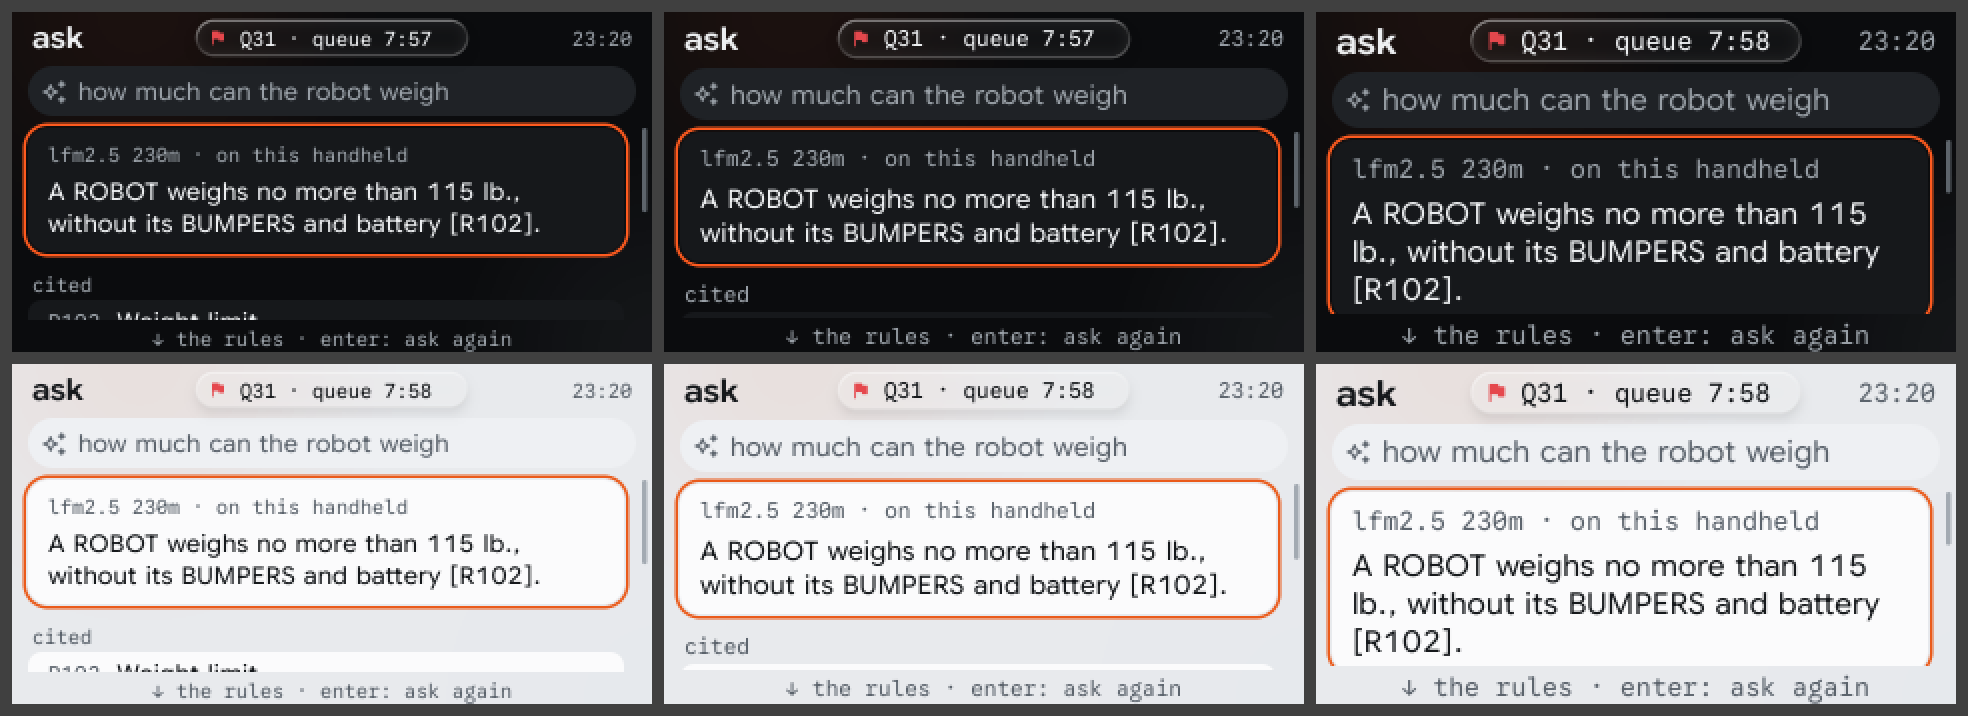 ask
Q31 · queue 7:57
23:20
how much can the robot weigh
lfm2.5 230m · on this handheld
A ROBOT weighs no more than 115 lb.,
without its BUMPERS and battery [R102].
cited
R102 Weight limit
↓ the rules · enter: ask again
ask
Q31 · queue 7:57
23:20
how much can the robot weigh
lfm2.5 230m · on this handheld
A ROBOT weighs no more than 115 lb.,
without its BUMPERS and battery [R102].
cited
↓ the rules · enter: ask again
ask
Q31 · queue 7:58
23:20
how much can the robot weigh
lfm2.5 230m · on this handheld
A ROBOT weighs no more than 115
lb., without its BUMPERS and battery
[R102].
↓ the rules · enter: ask again
ask
Q31 · queue 7:58
23:20
how much can the robot weigh
lfm2.5 230m · on this handheld
A ROBOT weighs no more than 115 lb.,
without its BUMPERS and battery [R102].
cited
R102 Weight limit
↓ the rules · enter: ask again
ask
Q31 · queue 7:58
23:20
how much can the robot weigh
lfm2.5 230m · on this handheld
A ROBOT weighs no more than 115 lb.,
without its BUMPERS and battery [R102].
cited
↓ the rules · enter: ask again
ask
Q31 · queue 7:58
23:20
how much can the robot weigh
lfm2.5 230m · on this handheld
A ROBOT weighs no more than 115
lb., without its BUMPERS and battery
[R102].
↓ the rules · enter: ask again